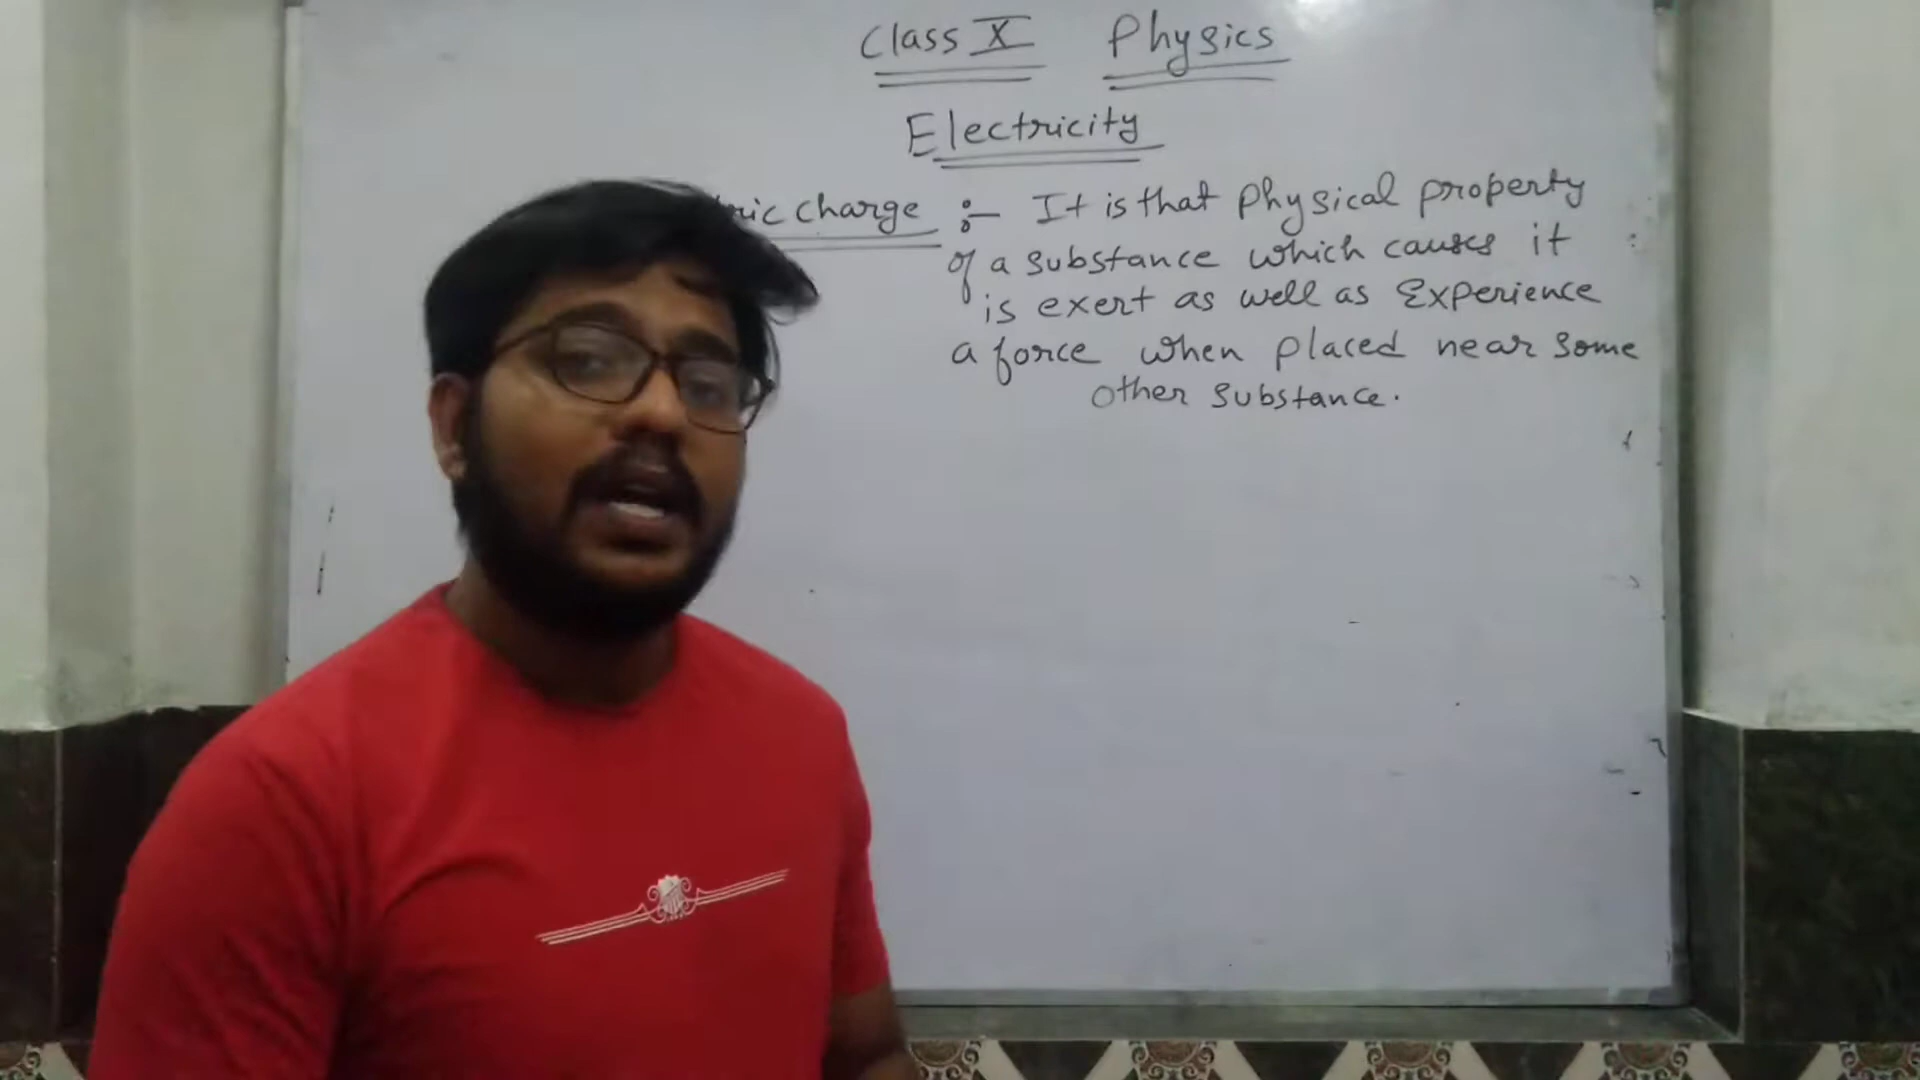 Class X Physics
Electricity
tric charge :- It is that Physical property
of a substance which causes it
is exert as well as Experience
a force when placed near some
other substance.